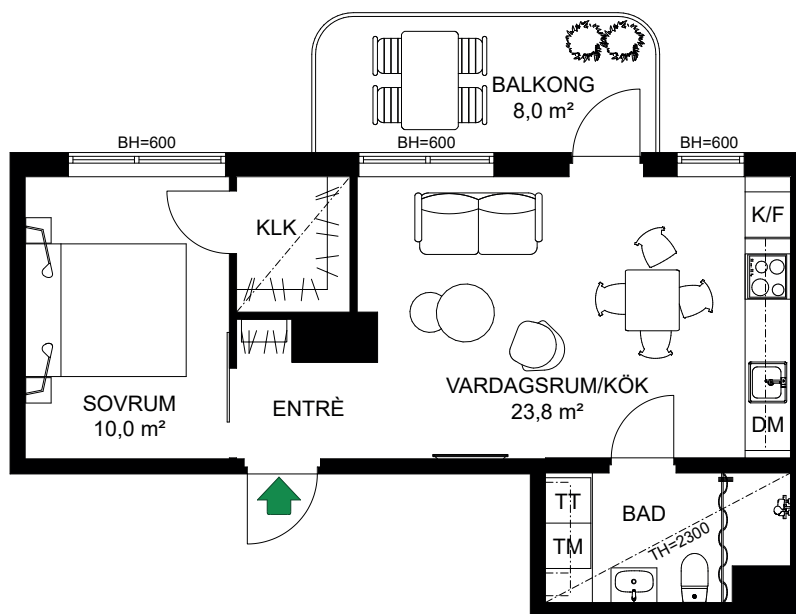 BALKONG
8,0 m²
BH=600
BH=600
BH=600
KLK
K/F
SOVRUM
10,0 m²
ENTRÈ
VARDAGSRUM/KÖK
23,8 m²
DM
TT
TM
BAD
TH=2300